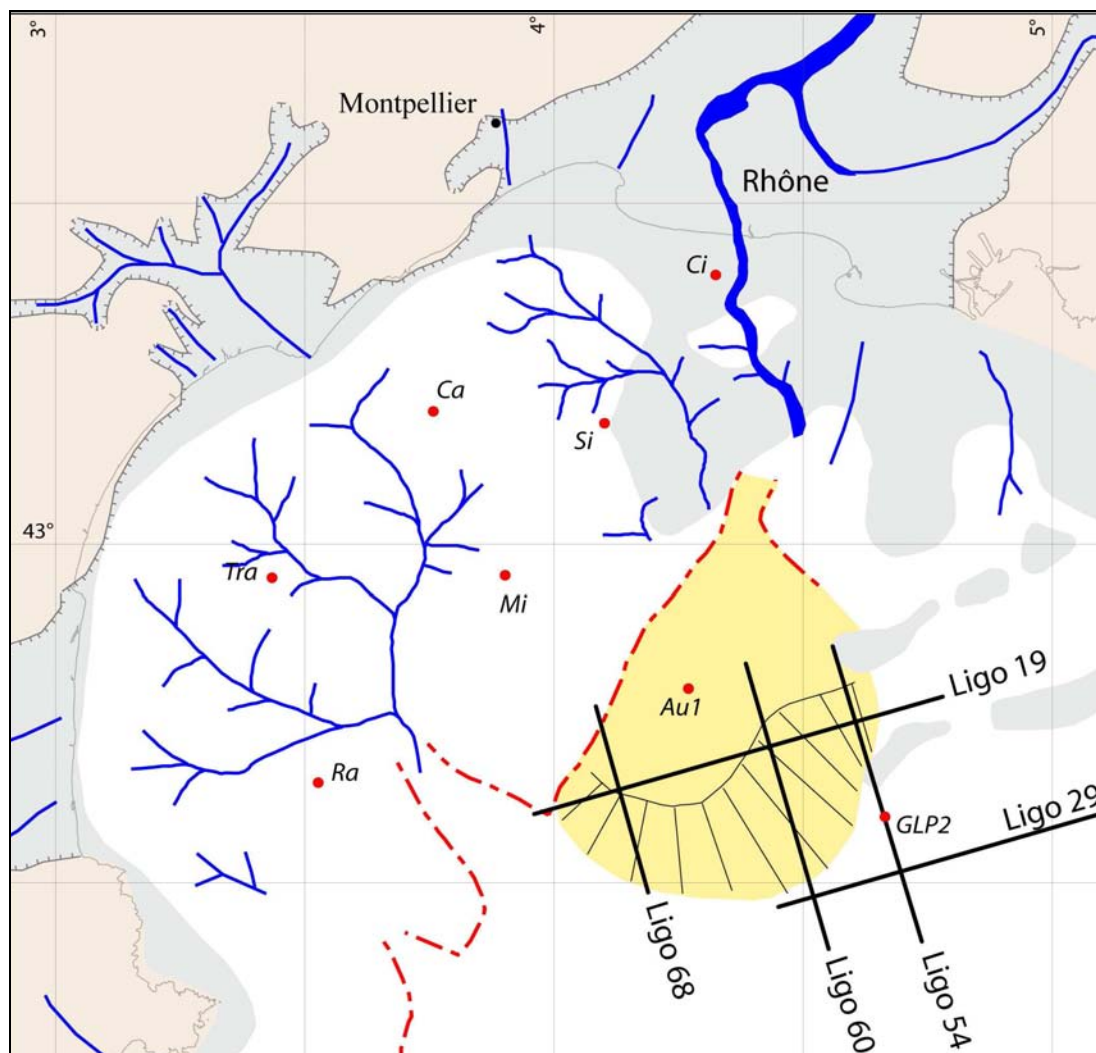 3°
4°
5°
Montpellier
Rhône
Ci
Ca
Si
43°
Tra
Mi
Ligo 19
Au1
Ra
Ligo 29
GLP2
Ligo 68
Ligo 60
Ligo 54